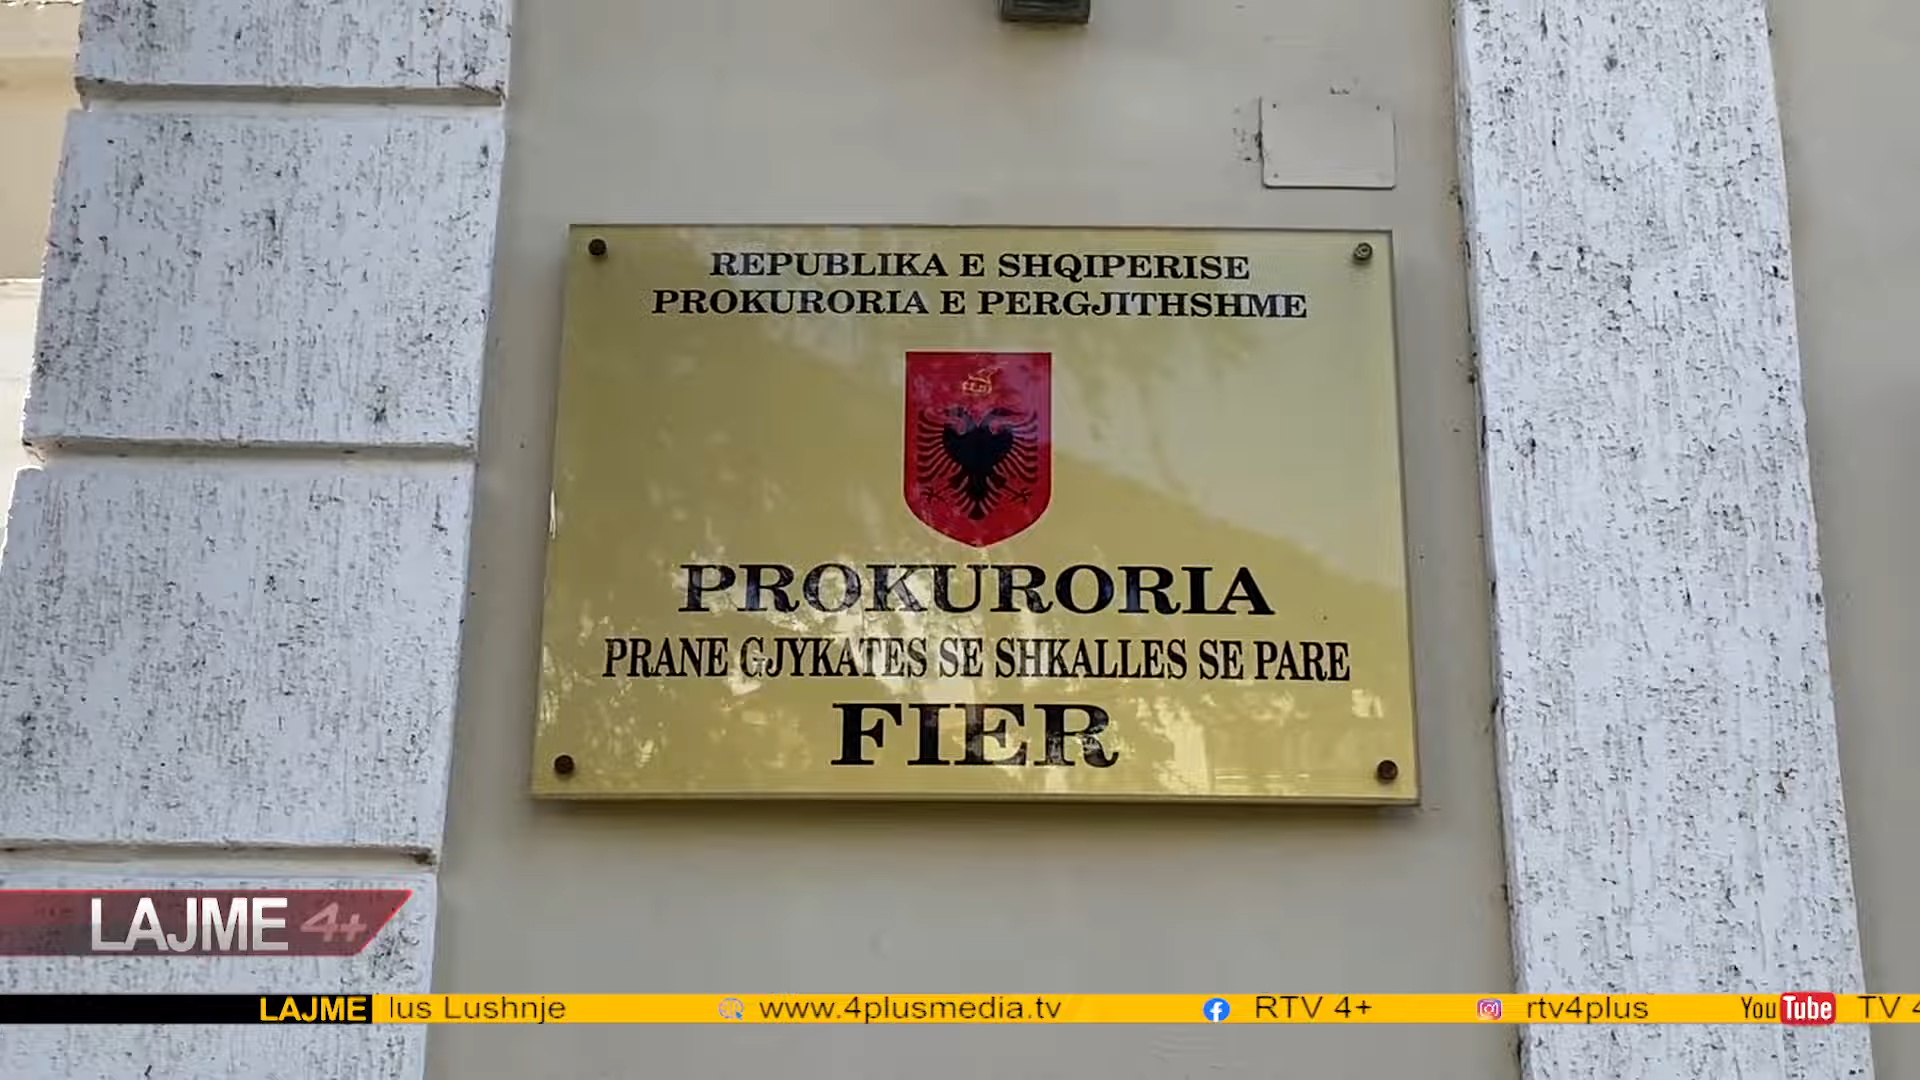 REPUBLIKA E SHQIPERISE
PROKURORIA E PERGJITHSHME
PROKURORIA
PRANE GJYKATES SE SHKALLES SE PARE
FIER
LAJME 4+
LAJME lus Lushnje www.4plusmedia.tv RTV 4+ rtv4plus YouTube TV 4